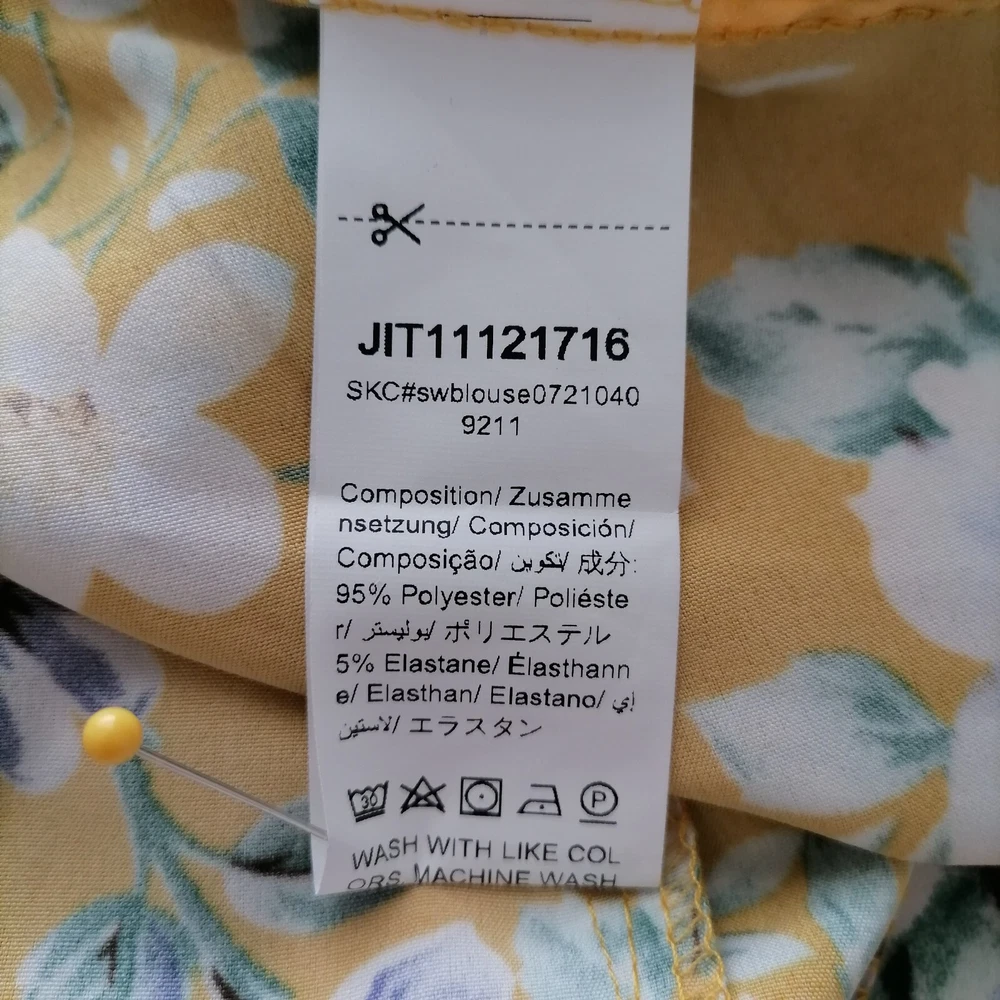 JIT11121716
SKC#swblouse0721040
9211
Composition/ Zusamme
nsetzung/ Composición/
Composição/ تكوين/ 成分:
95% Polyester/ Poliéste
r/ بوليستر/ ポリエステル
5% Elastane/ Élasthann
e/ Elasthan/ Elastano/ إي
لاستين/ エラスタン
30
P
WASH WITH LIKE COL
ORS MACHINE WASH